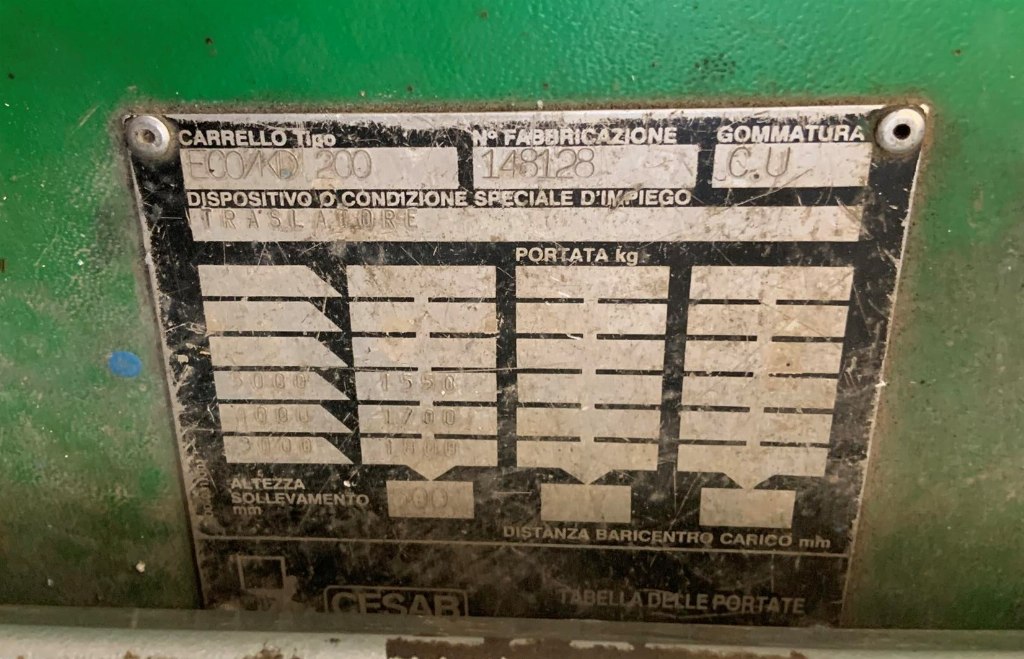 CARRELLO Tipo
N° FABBRICAZIONE
GOMMATURA
ECO/KD 200
148128
C.U
DISPOSITIVO O CONDIZIONE SPECIALE D'IMPIEGO
TRASLATORE
PORTATA kg
5000 1550
4000 1700
ALTEZZA
SOLLEVAMENTO
mm
DISTANZA BARICENTRO CARICO mm
CESAB
TABELLA DELLE PORTATE